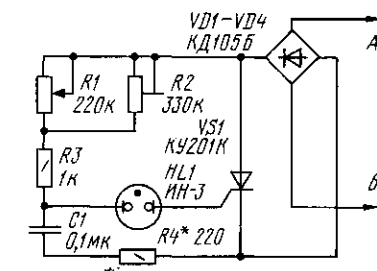 VD1-VD4
КД105Б
А
R1
220к
R2
330к
VS1
КУ201К
R3
1к
HL1
ИН-3
Б
C1
0,1мк
R4* 220